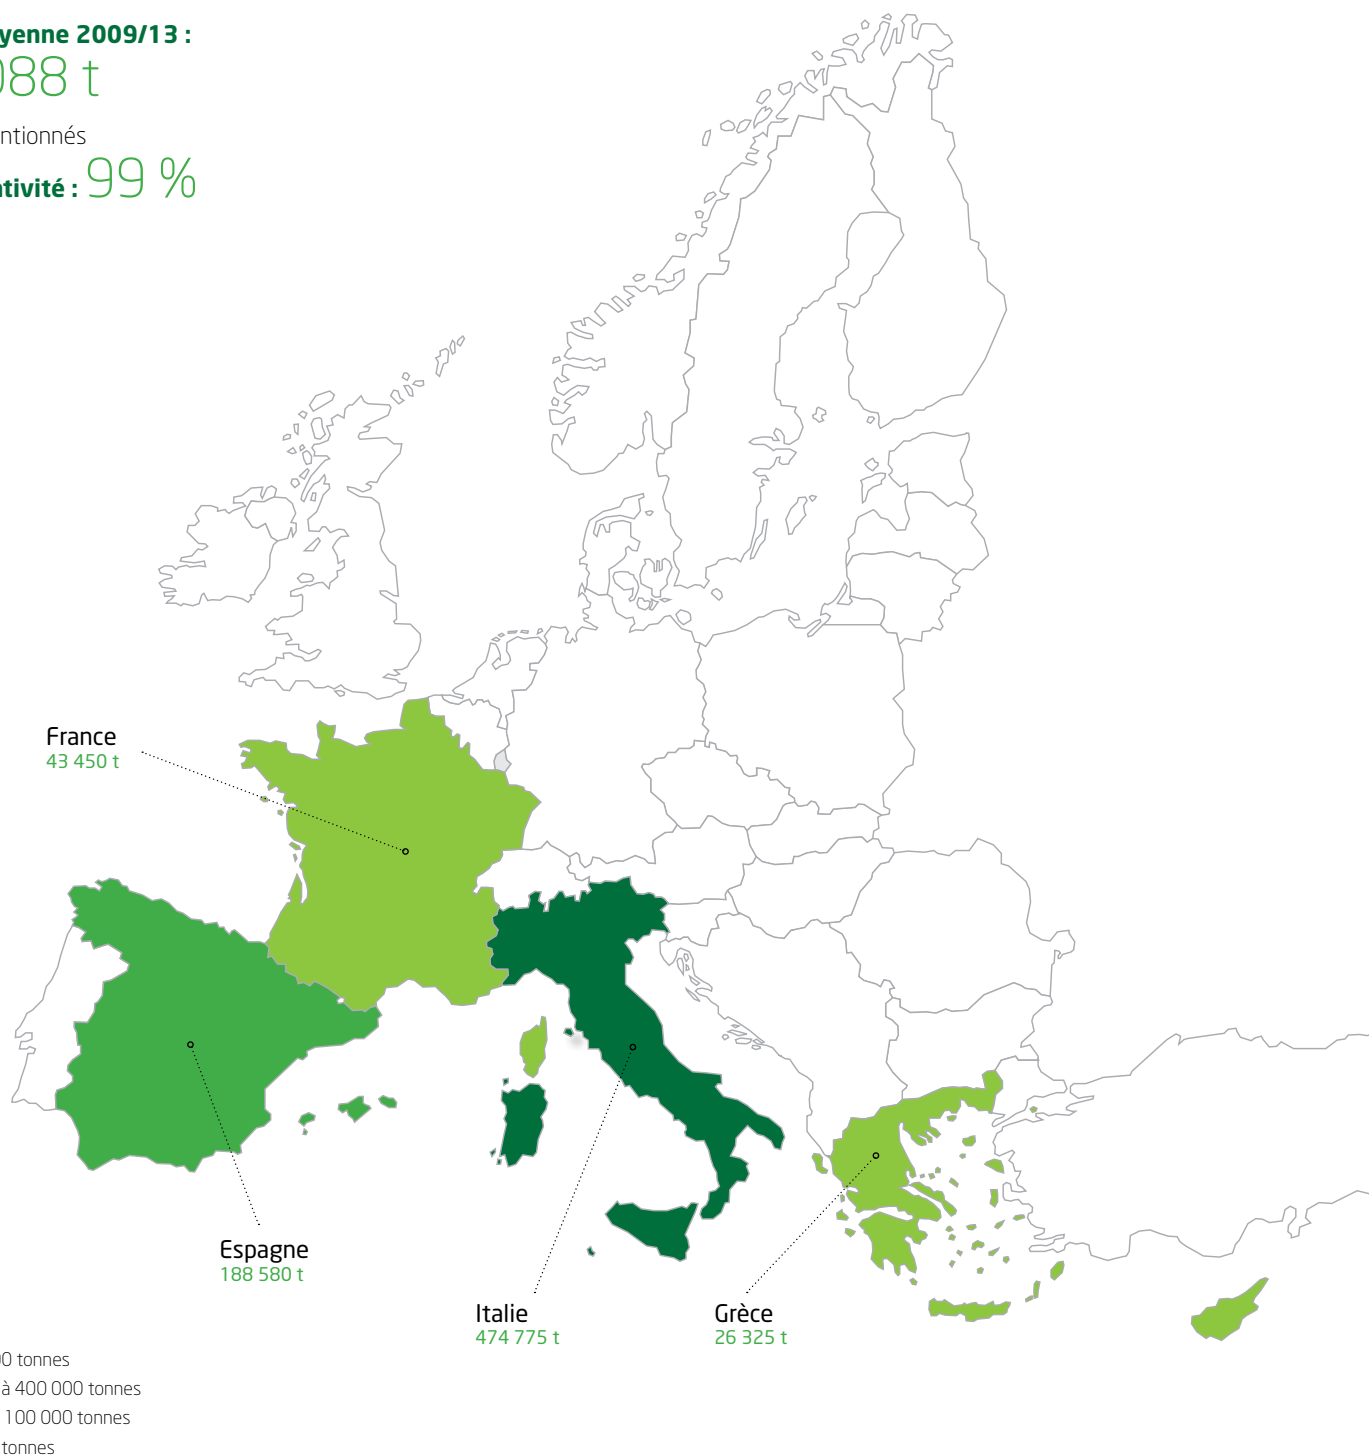 yenne 2009/13 :
088 t
ntionnés
ativité : 99 %
France
43 450 t
Espagne
188 580 t
Italie
474 775 t
Grèce
26 325 t
0 tonnes
à 400 000 tonnes
100 000 tonnes
tonnes